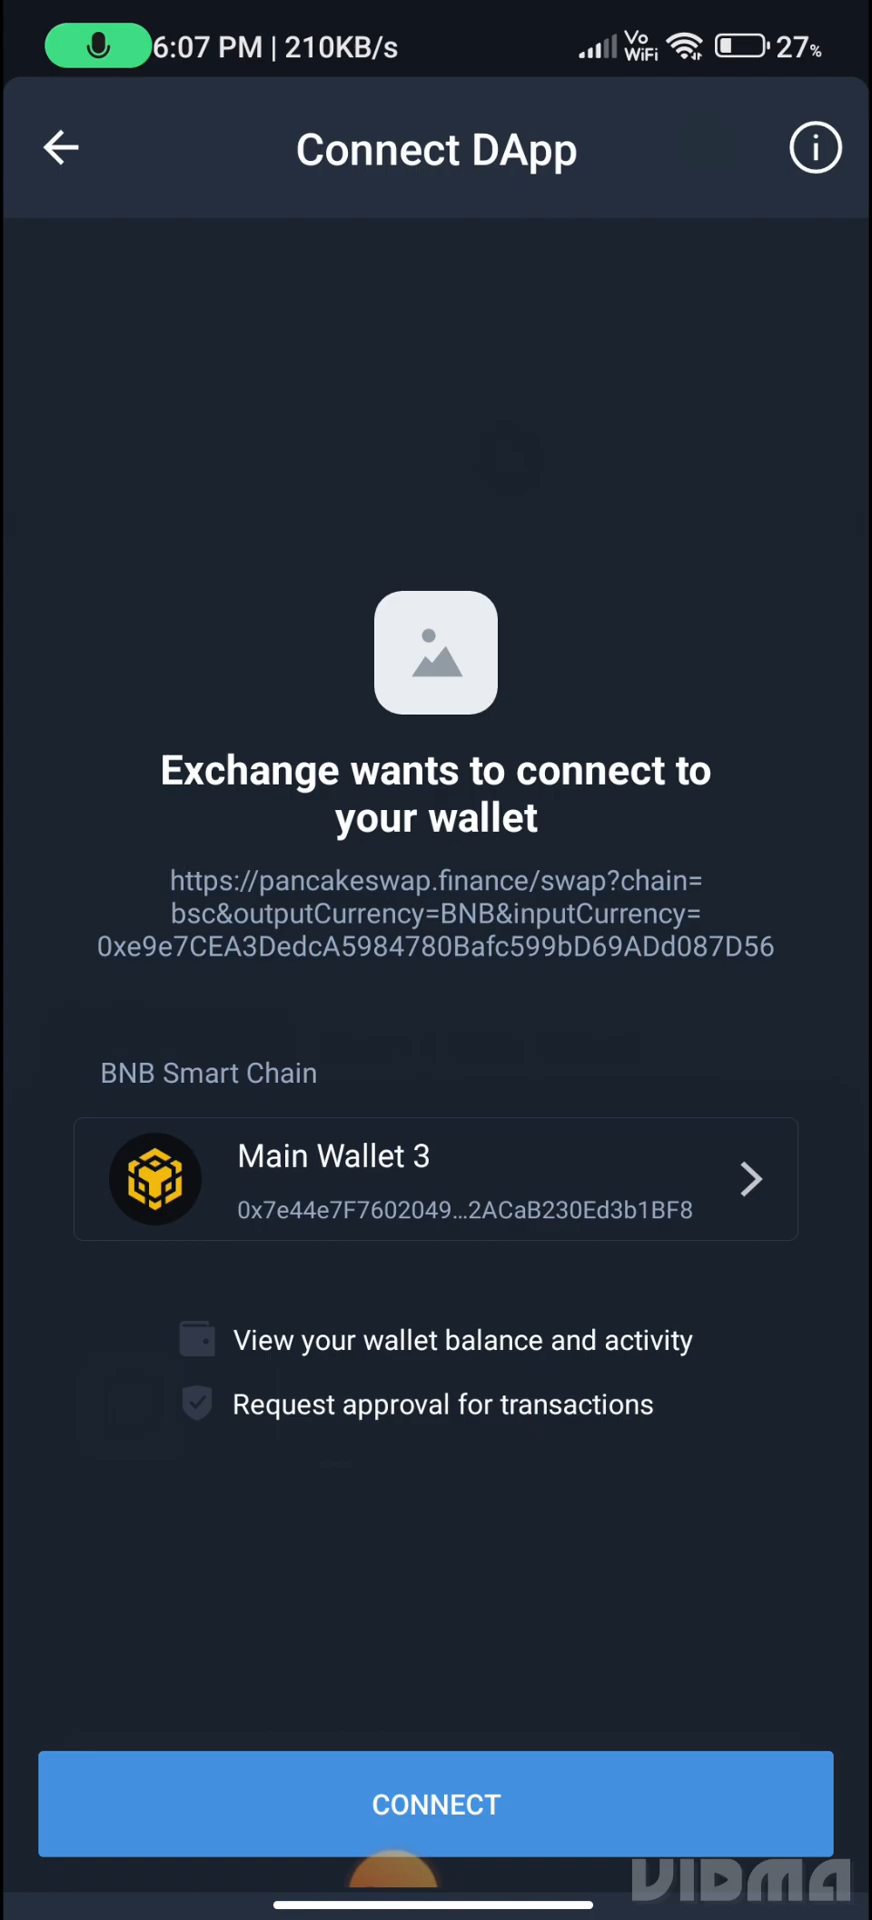 6:07 PM | 210KB/s Vo WiFi 27%
Connect DApp
Exchange wants to connect to
your wallet
https://pancakeswap.finance/swap?chain=
bsc&outputCurrency=BNB&inputCurrency=
0xe9e7CEA3DedcA5984780Bafc599bD69ADd087D56
BNB Smart Chain
Main Wallet 3
0x7e44e7F7602049...2ACaB230Ed3b1BF8
View your wallet balance and activity
Request approval for transactions
CONNECT
VIDMA